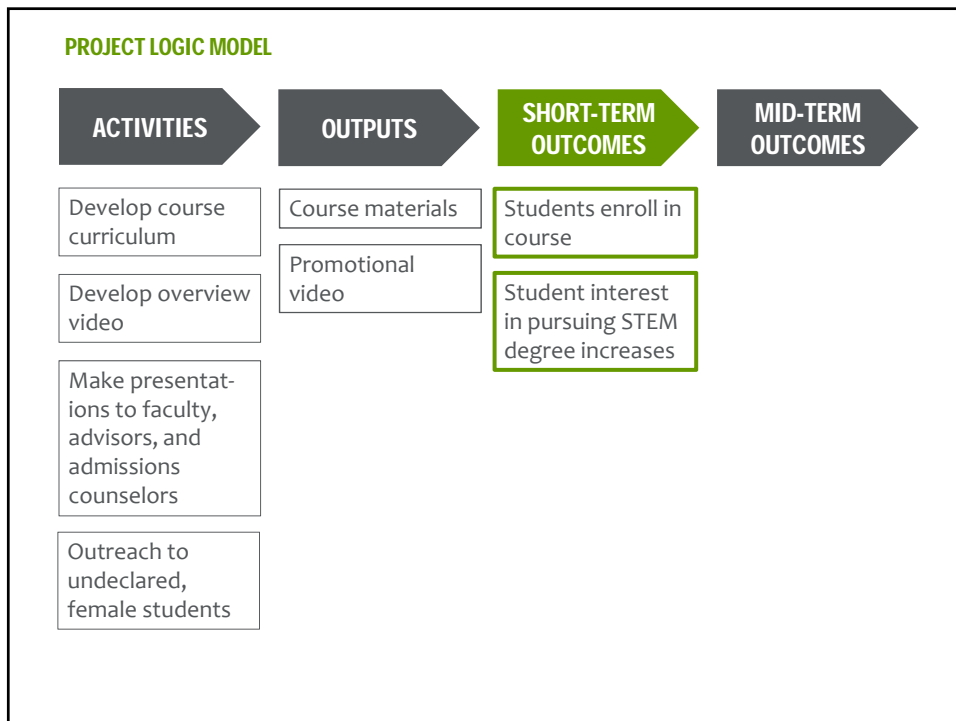 PROJECT LOGIC MODEL
ACTIVITIES
OUTPUTS
SHORT-TERM
OUTCOMES
MID-TERM
OUTCOMES
Develop course
curriculum
Develop overview
video
Make presentat-
ions to faculty,
advisors, and
admissions
counselors
Outreach to
undeclared,
female students
Course materials
Promotional
video
Students enroll in
course
Student interest
in pursuing STEM
degree increases